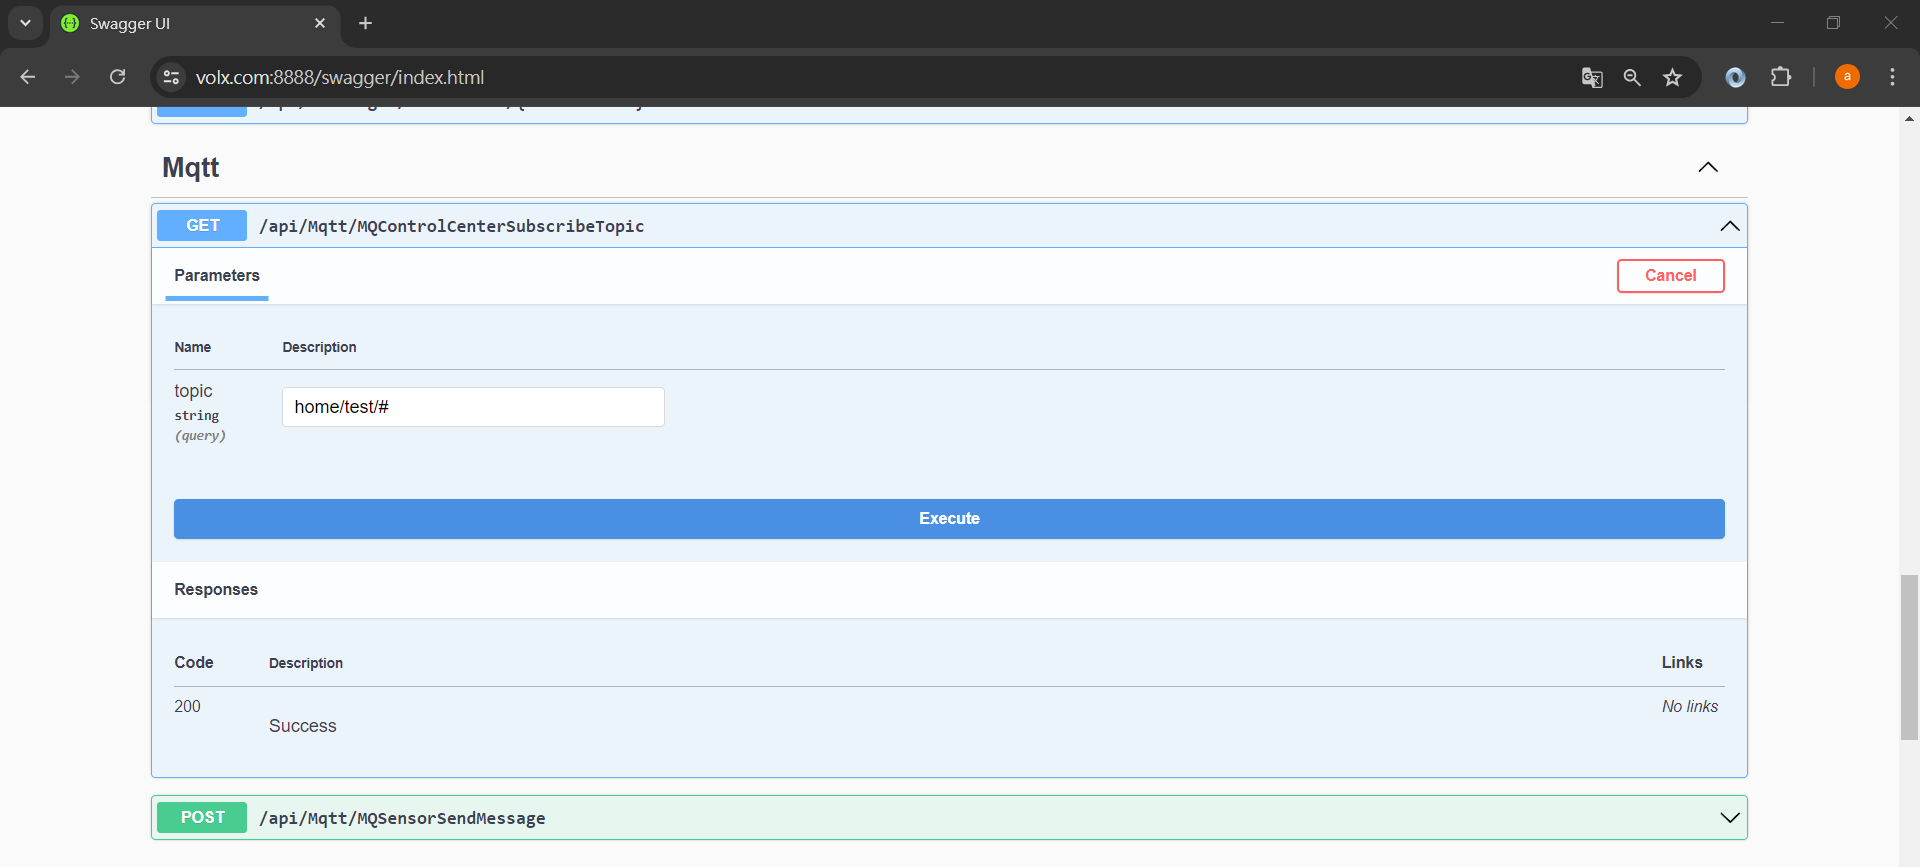 Swagger UI
volx.com:8888/swagger/index.html
a
Mqtt
GET /api/Mqtt/MQControlCenterSubscribeTopic
Parameters
Cancel
Name Description
topic
string
(query)
home/test/#
Execute
Responses
Code Description Links
200
Success
No links
POST /api/Mqtt/MQSensorSendMessage